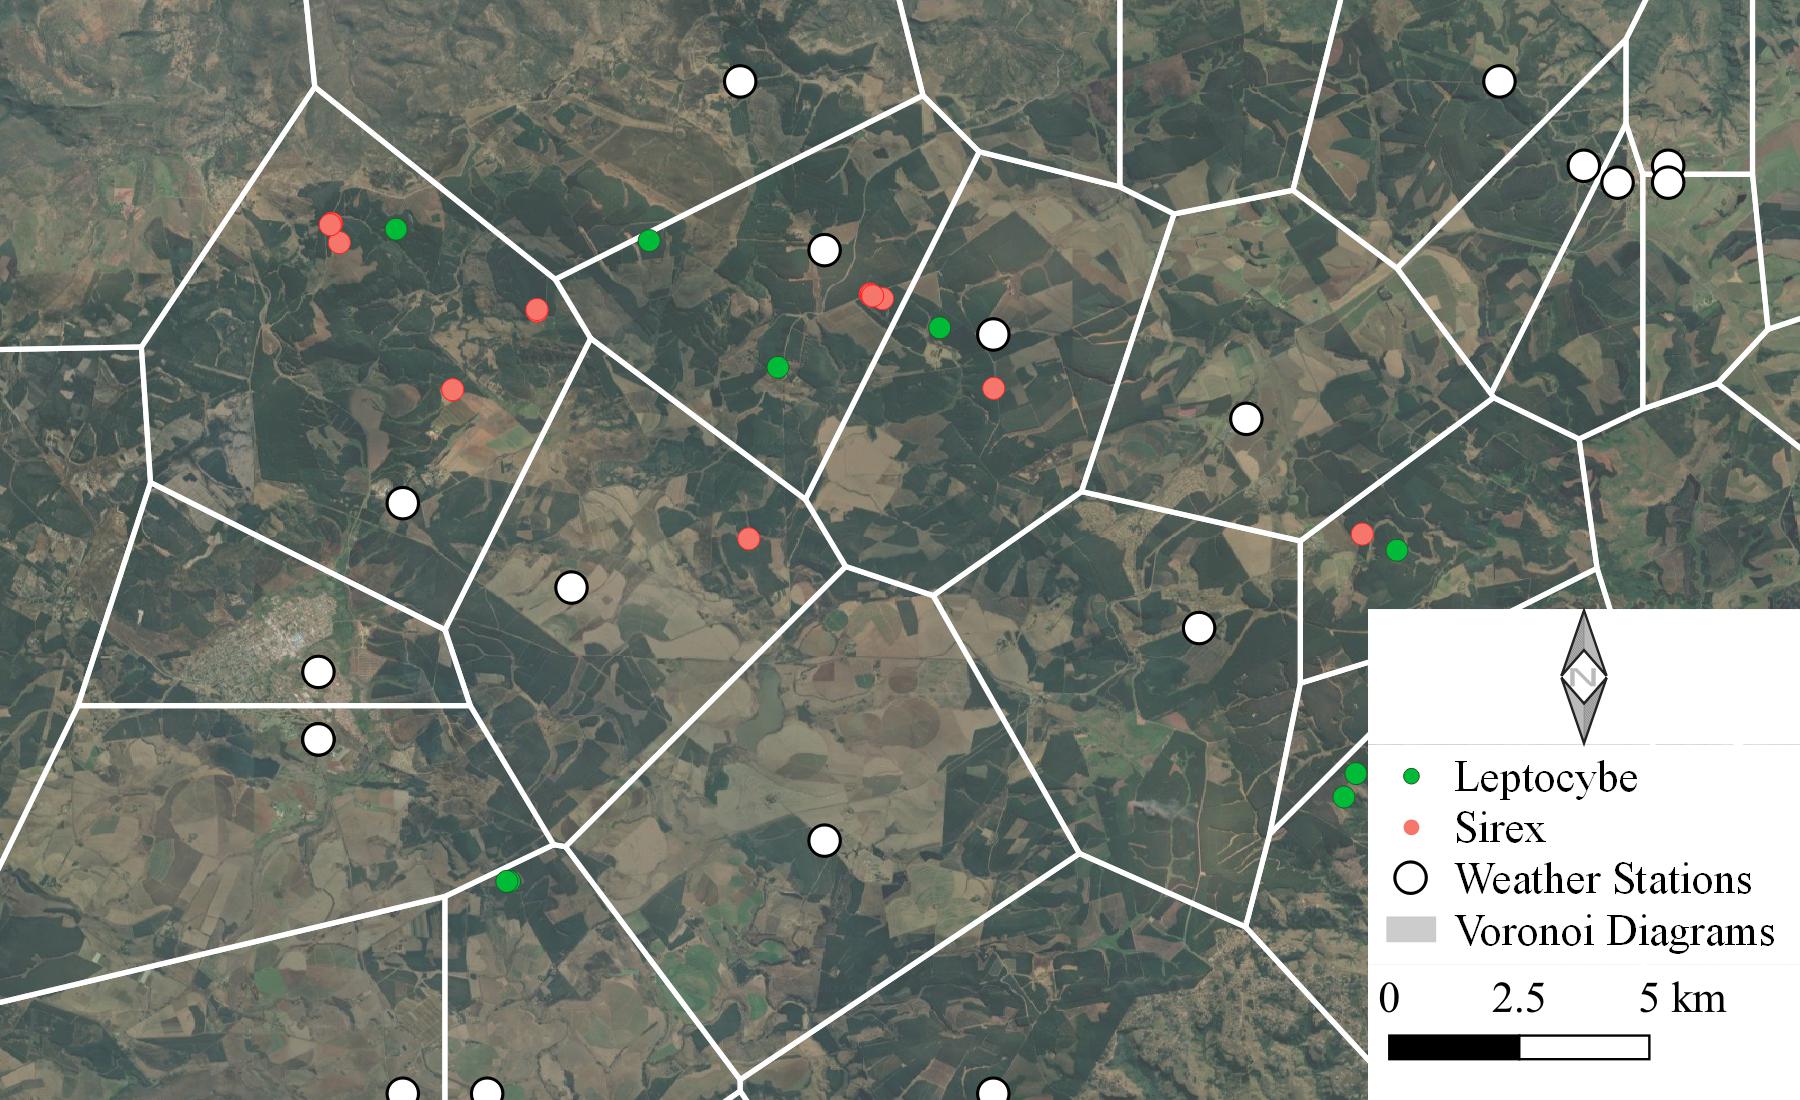 N
Leptocybe
Sirex
Weather Stations
Voronoi Diagrams
0 2.5 5 km